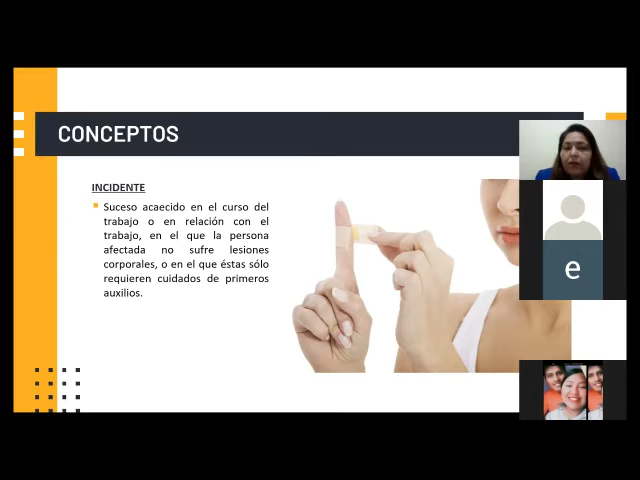 CONCEPTOS
INCIDENTE
Suceso acaecido en el curso del
trabajo o en relación con el
trabajo, en el que la persona
afectada no sufre lesiones
corporales, o en el que éstas sólo
requieren cuidados de primeros
auxilios.
e